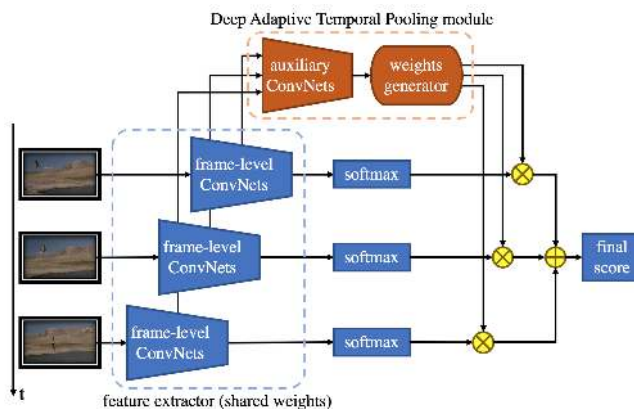 Deep Adaptive Temporal Pooling module
auxiliary
ConvNets
weights
generator
frame-level
ConvNets
softmax
frame-level
ConvNets
softmax
final
score
frame-level
ConvNets
softmax
t
feature extractor (shared weights)